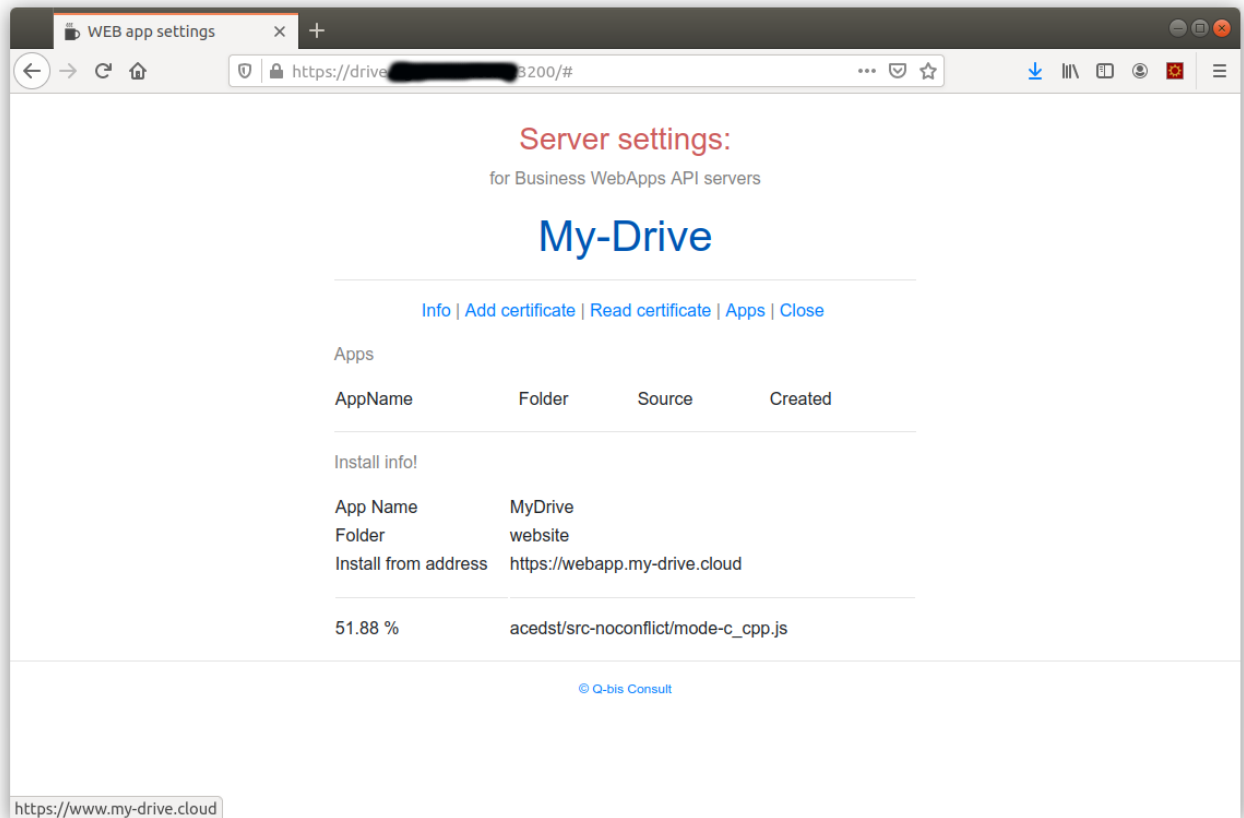 WEB app settings
https://drive 3200/#
Server settings:
for Business WebApps API servers
My-Drive
Info | Add certificate | Read certificate | Apps | Close
Apps
AppName Folder Source Created
Install info!
App Name MyDrive
Folder website
Install from address https://webapp.my-drive.cloud
51.88 % acedst/src-noconflict/mode-c_cpp.js
© Q-bis Consult
https://www.my-drive.cloud